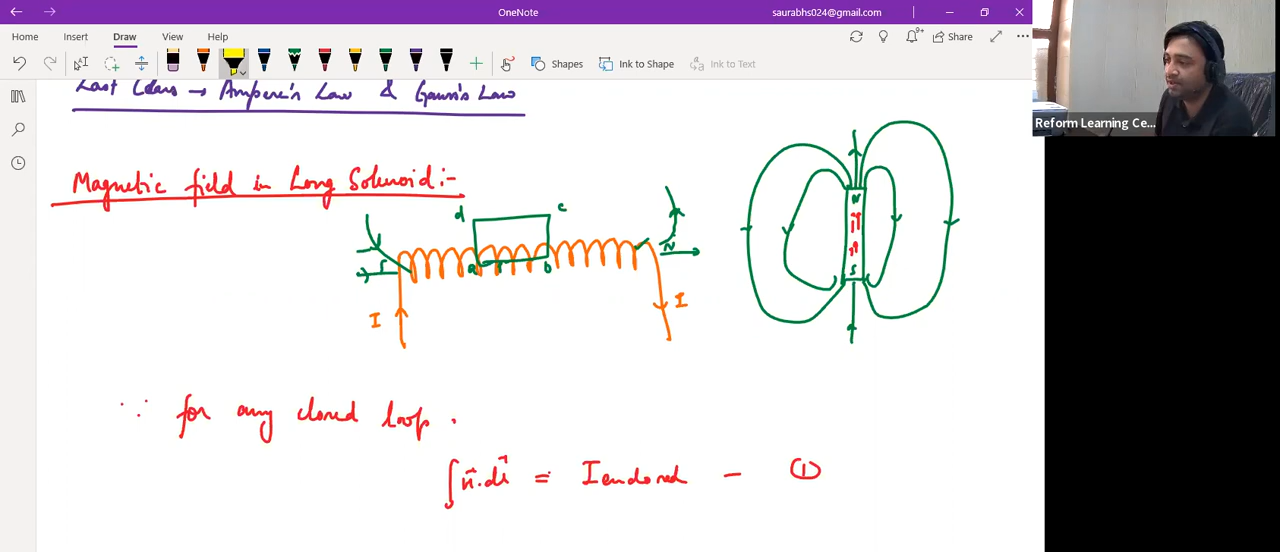 OneNote
saurabhs024@gmail.com
Home Insert Draw View Help
Share
Shapes
Ink to Shape
Ink to Text
Reform Learning Ce...
Last Class → Ampere's Law & Gauss's Law
Magnetic field in Long Solenoid :-
d c
S a b N
I I
N
S
∵ for any closed loop.
∫ H⃗.dl⃗ = I enclosed — ①